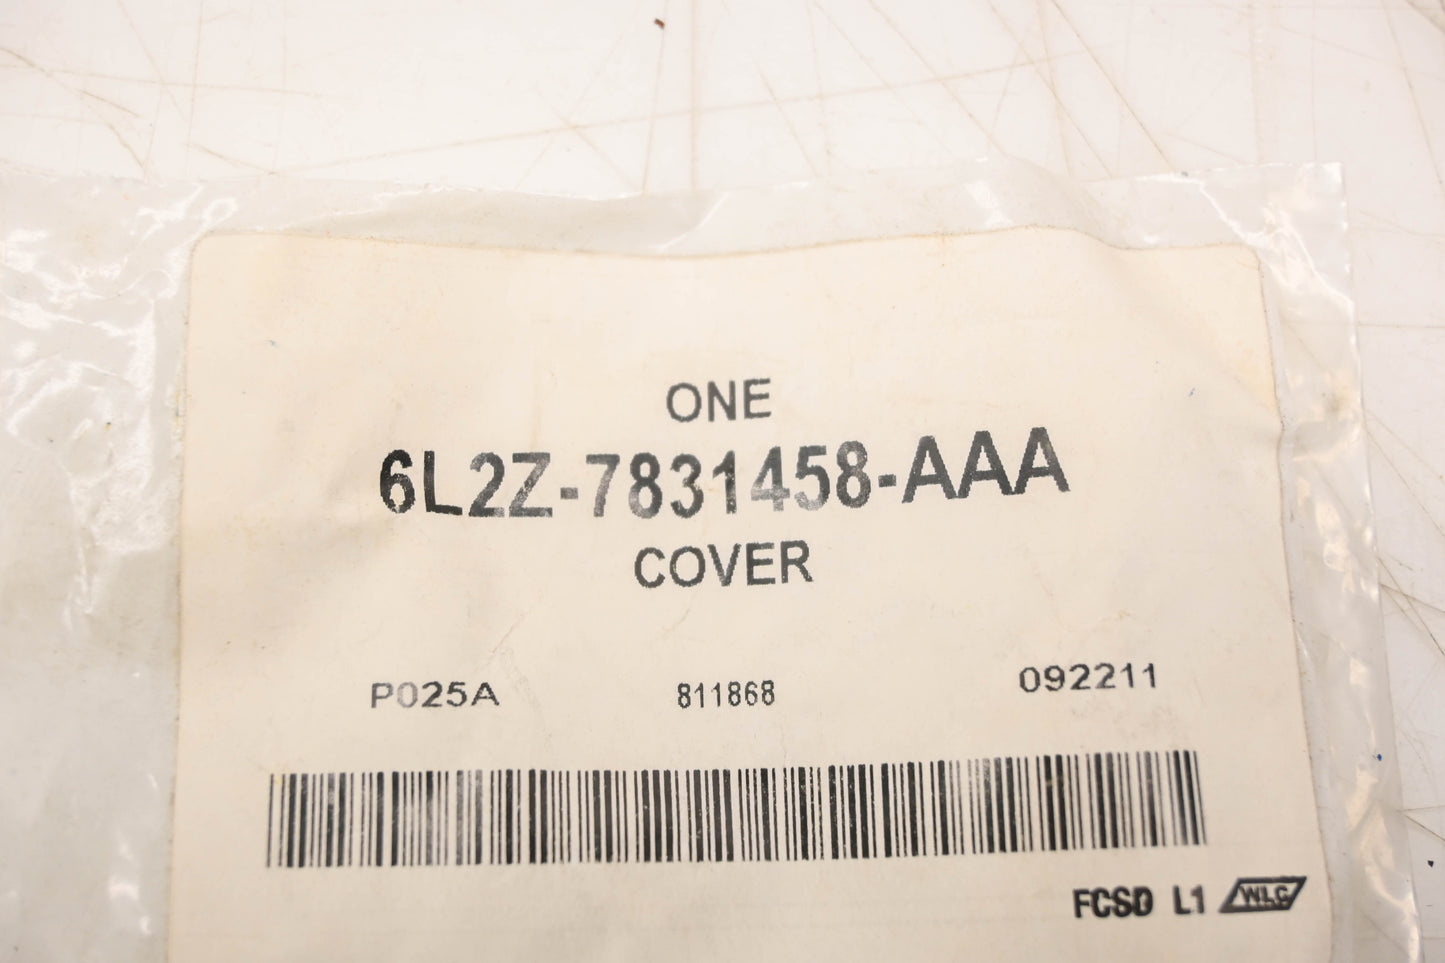 ONE
6L2Z-7831458-AAA
COVER
P025A 811868 092211
FCSD L1 WLC